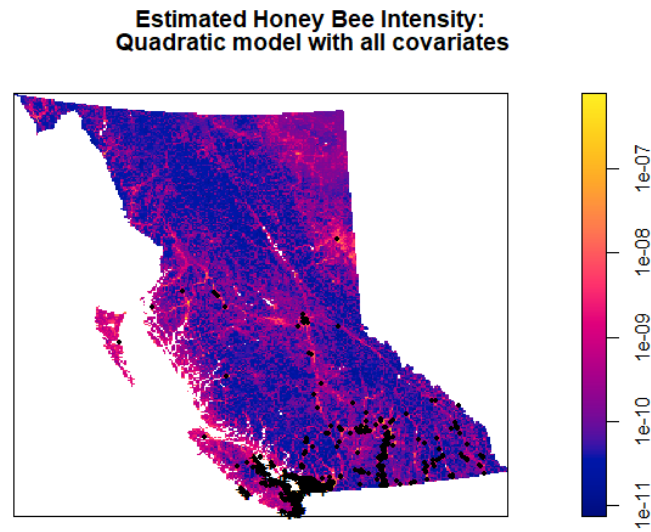 Estimated Honey Bee Intensity:
Quadratic model with all covariates
1e-07
1e-08
1e-09
1e-10
1e-11